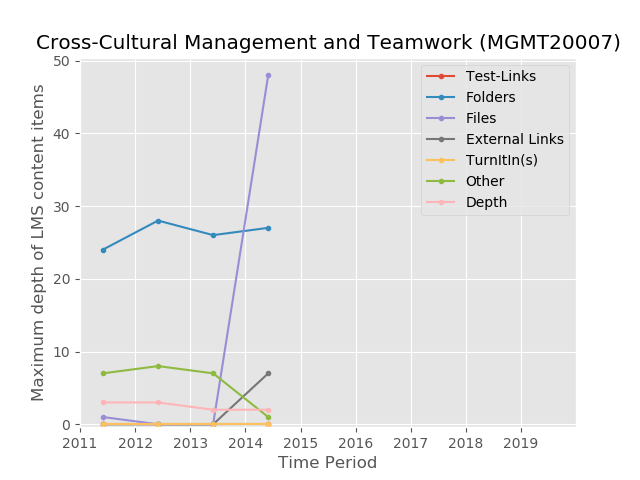 Cross-Cultural Management and Teamwork (MGMT20007)
50
40
30
20
10
0
Maximum depth of LMS content items
Test-Links
Folders
Files
External Links
TurnItIn(s)
Other
Depth
2011 2012 2013 2014 2015 2016 2017 2018 2019
Time Period